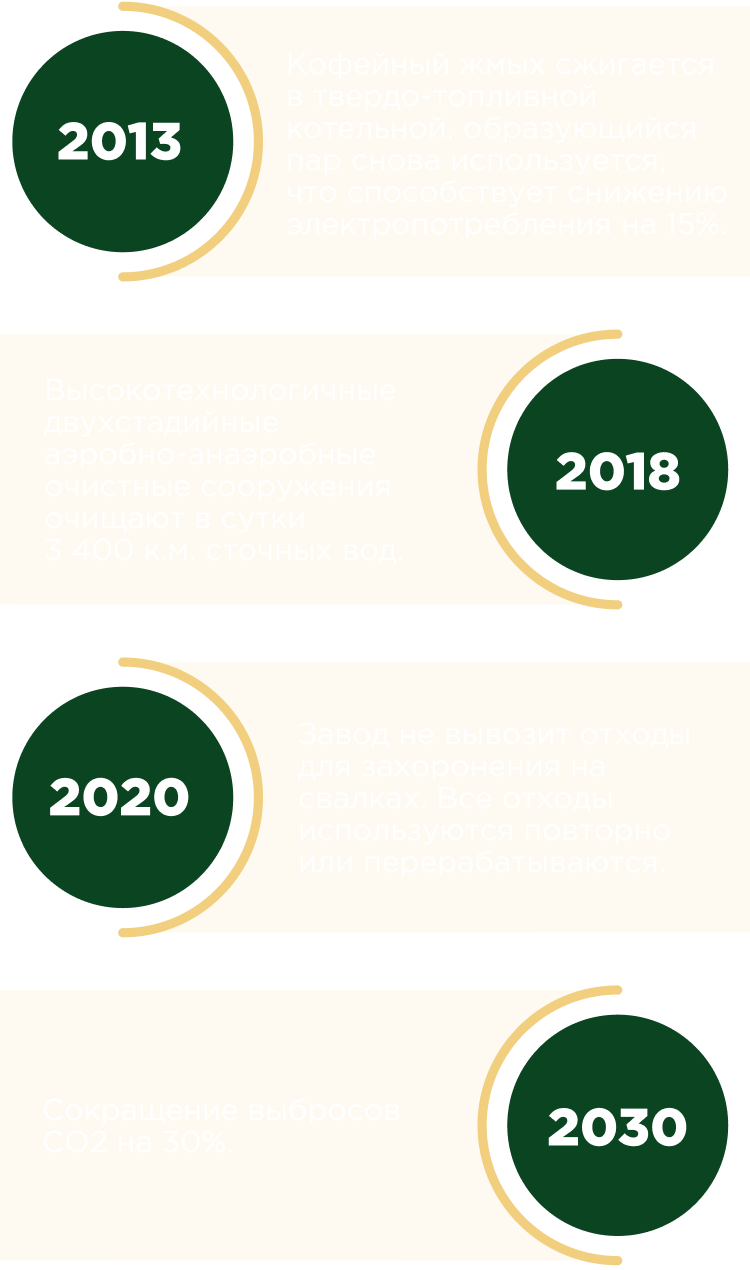 2013
Кофейный жмых сжигается
в твердо-топливной
котельной, образующийся
пар снова используется,
что способствует снижению
электропотребления на 15%.
Высокотехнологичные
двухстадийные
аэробно-анаэробные
очистные сооружения
очищают в сутки
3 400 к.м. сточных вод.
2018
2020
Завод не вывозит отходы
для захоронения на
свалках. Все отходы
используются повторно
или перерабатываются.
Сокращение выбросов
СО2 на 30%.
2030